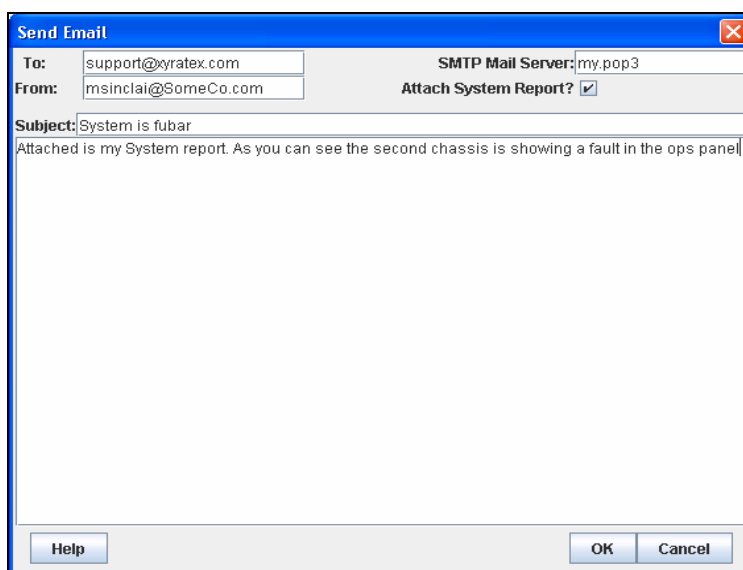 Send Email
To: support@xyratex.com SMTP Mail Server: my.pop3
From: msinclai@SomeCo.com Attach System Report?
Subject: System is fubar
Attached is my System report. As you can see the second chassis is showing a fault in the ops panel
Help OK Cancel